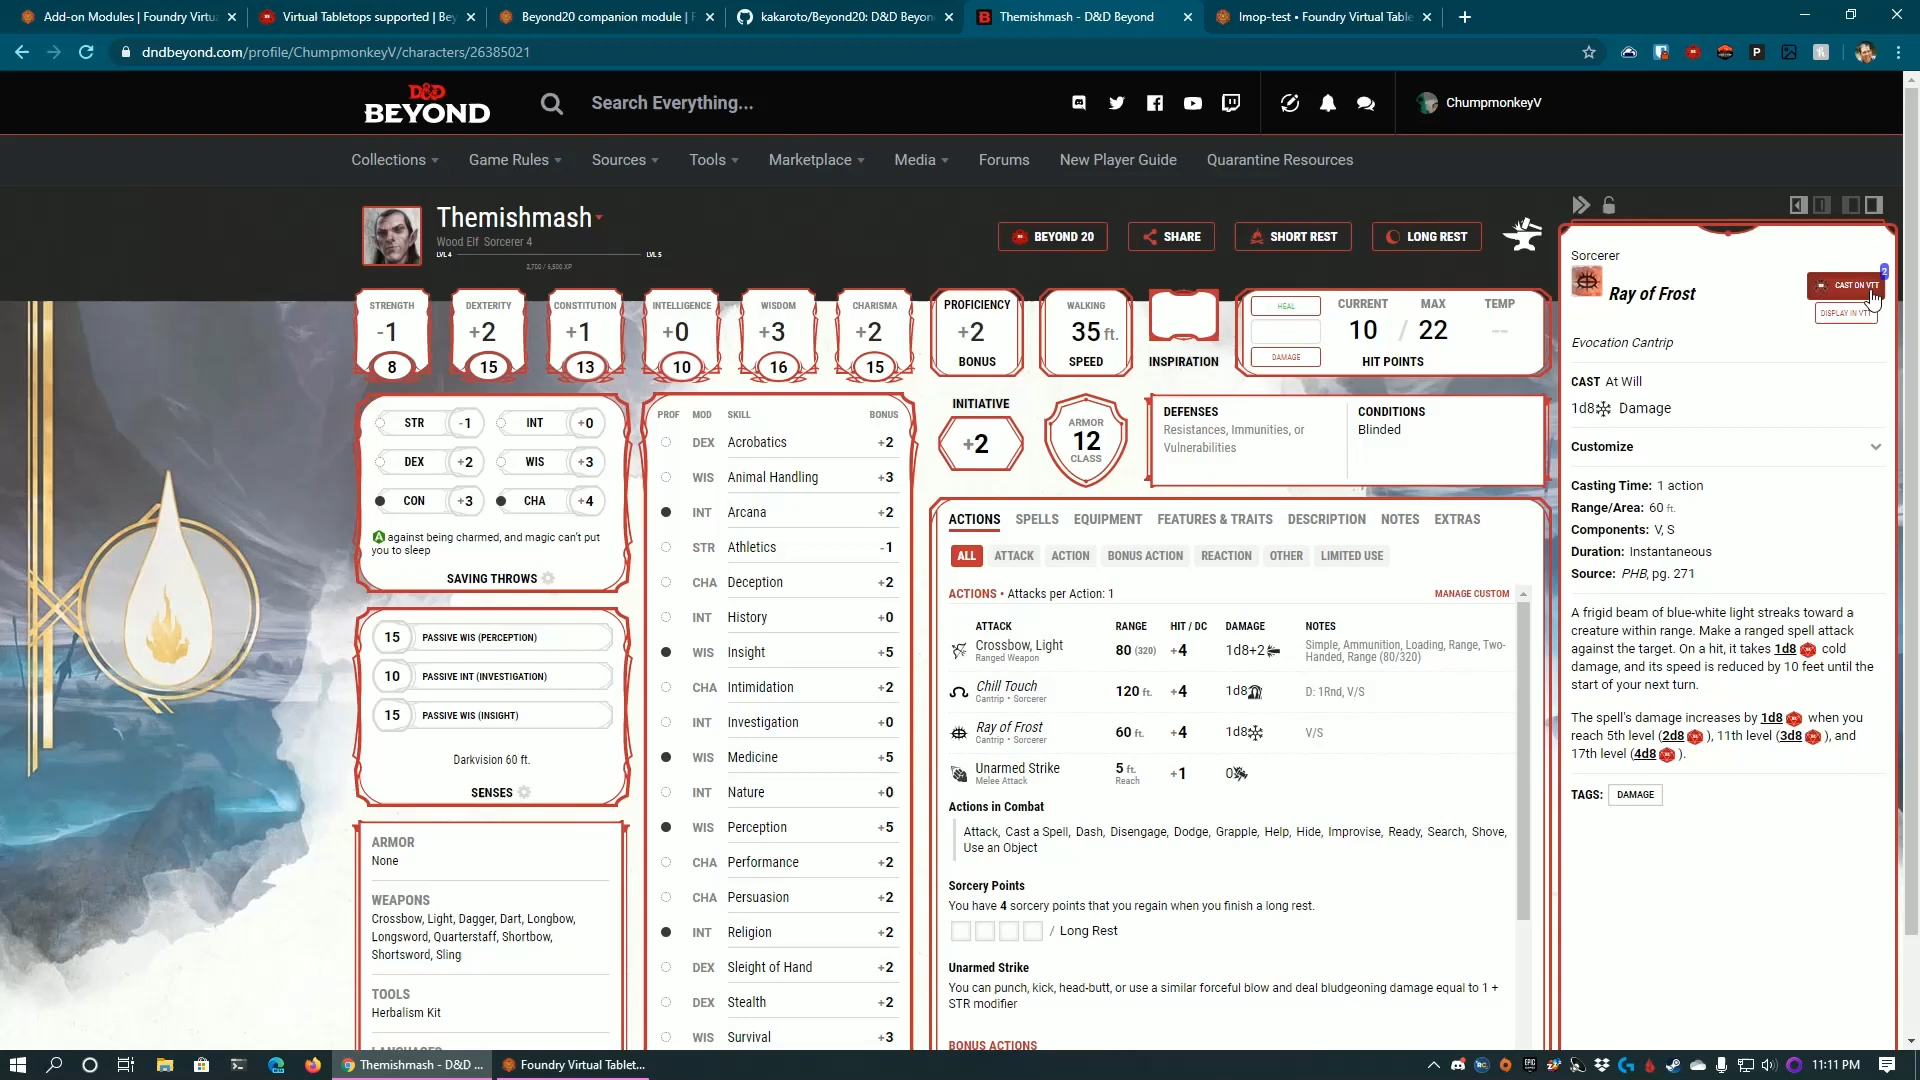 Add-on Modules | Foundry Virtu
Virtual Tabletops supported | Bey
Beyond20 companion module | F
kakaroto/Beyond20: D&D Beyon
Themishmash - D&D Beyond
lmop-test • Foundry Virtual Table
dndbeyond.com/profile/ChumpmonkeyV/characters/26385021
D&D BEYOND
Search Everything...
ChumpmonkeyV
Collections
Game Rules
Sources
Tools
Marketplace
Media
Forums
New Player Guide
Quarantine Resources
Themishmash
Wood Elf Sorcerer 4
LVL 4
LVL 5
BEYOND 20
SHARE
SHORT REST
LONG REST
STRENGTH
-1
8
DEXTERITY
+2
15
CONSTITUTION
+1
13
INTELLIGENCE
+0
10
WISDOM
+3
16
CHARISMA
+2
15
PROFICIENCY
+2
BONUS
WALKING
35 ft.
SPEED
INSPIRATION
HEAL
DAMAGE
CURRENT
10
/
MAX
22
TEMP
--
HIT POINTS
STR -1
INT +0
DEX +2
WIS +3
CON +3
CHA +4
A against being charmed, and magic can't put
you to sleep
SAVING THROWS
15 PASSIVE WIS (PERCEPTION)
10 PASSIVE INT (INVESTIGATION)
15 PASSIVE WIS (INSIGHT)
Darkvision 60 ft.
SENSES
ARMOR
None
WEAPONS
Crossbow, Light, Dagger, Dart, Longbow,
Longsword, Quarterstaff, Shortbow,
Shortsword, Sling
TOOLS
Herbalism Kit
LANGUAGES
PROF MOD SKILL BONUS
DEX Acrobatics +2
WIS Animal Handling +3
INT Arcana +2
STR Athletics -1
CHA Deception +2
INT History +0
WIS Insight +5
CHA Intimidation +2
INT Investigation +0
WIS Medicine +5
INT Nature +0
WIS Perception +5
CHA Performance +2
CHA Persuasion +2
INT Religion +2
DEX Sleight of Hand +2
DEX Stealth +2
WIS Survival +3
INITIATIVE
+2
ARMOR
12
CLASS
DEFENSES
Resistances, Immunities, or
Vulnerabilities
CONDITIONS
Blinded
ACTIONS SPELLS EQUIPMENT FEATURES & TRAITS DESCRIPTION NOTES EXTRAS
ALL ATTACK ACTION BONUS ACTION REACTION OTHER LIMITED USE
ACTIONS • Attacks per Action: 1
MANAGE CUSTOM
ATTACK RANGE HIT / DC DAMAGE NOTES
Crossbow, Light
Ranged Weapon
80 (320)
+4
1d8+2
Simple, Ammunition, Loading, Range, Two-
Handed, Range (80/320)
Chill Touch
Cantrip • Sorcerer
120 ft.
+4
1d8
D: 1Rnd, V/S
Ray of Frost
Cantrip • Sorcerer
60 ft.
+4
1d8
V/S
Unarmed Strike
Melee Attack
5 ft.
Reach
+1
0
Actions in Combat
Attack, Cast a Spell, Dash, Disengage, Dodge, Grapple, Help, Hide, Improvise, Ready, Search, Shove,
Use an Object
Sorcery Points
You have 4 sorcery points that you regain when you finish a long rest.
/ Long Rest
Unarmed Strike
You can punch, kick, head-butt, or use a similar forceful blow and deal bludgeoning damage equal to 1 +
STR modifier
BONUS ACTIONS
Sorcerer
Ray of Frost
2
CAST ON VTT
DISPLAY IN VTT
Evocation Cantrip
CAST At Will
1d8 Damage
Customize
Casting Time: 1 action
Range/Area: 60 ft.
Components: V, S
Duration: Instantaneous
Source: PHB, pg. 271
A frigid beam of blue-white light streaks toward a
creature within range. Make a ranged spell attack
against the target. On a hit, it takes 1d8 cold
damage, and its speed is reduced by 10 feet until the
start of your next turn.
The spell's damage increases by 1d8 when you
reach 5th level (2d8 ), 11th level (3d8 ), and
17th level (4d8 ).
TAGS: DAMAGE
Themishmash - D&D ...
Foundry Virtual Tablet...
11:11 PM